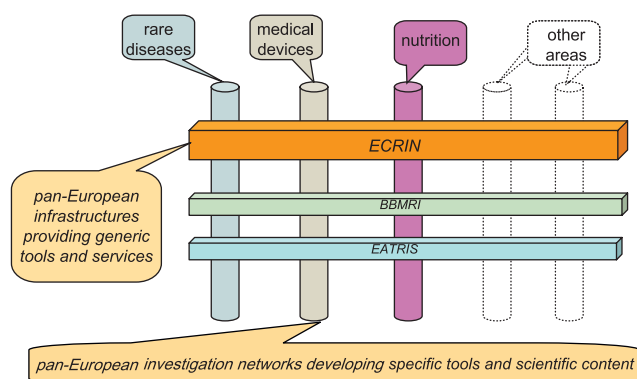 rare
diseases
medical
devices
nutrition
other
areas
ECRIN
pan-European
infrastructures
providing generic
tools and services
BBMRI
EATRIS
pan-European investigation networks developing specific tools and scientific content